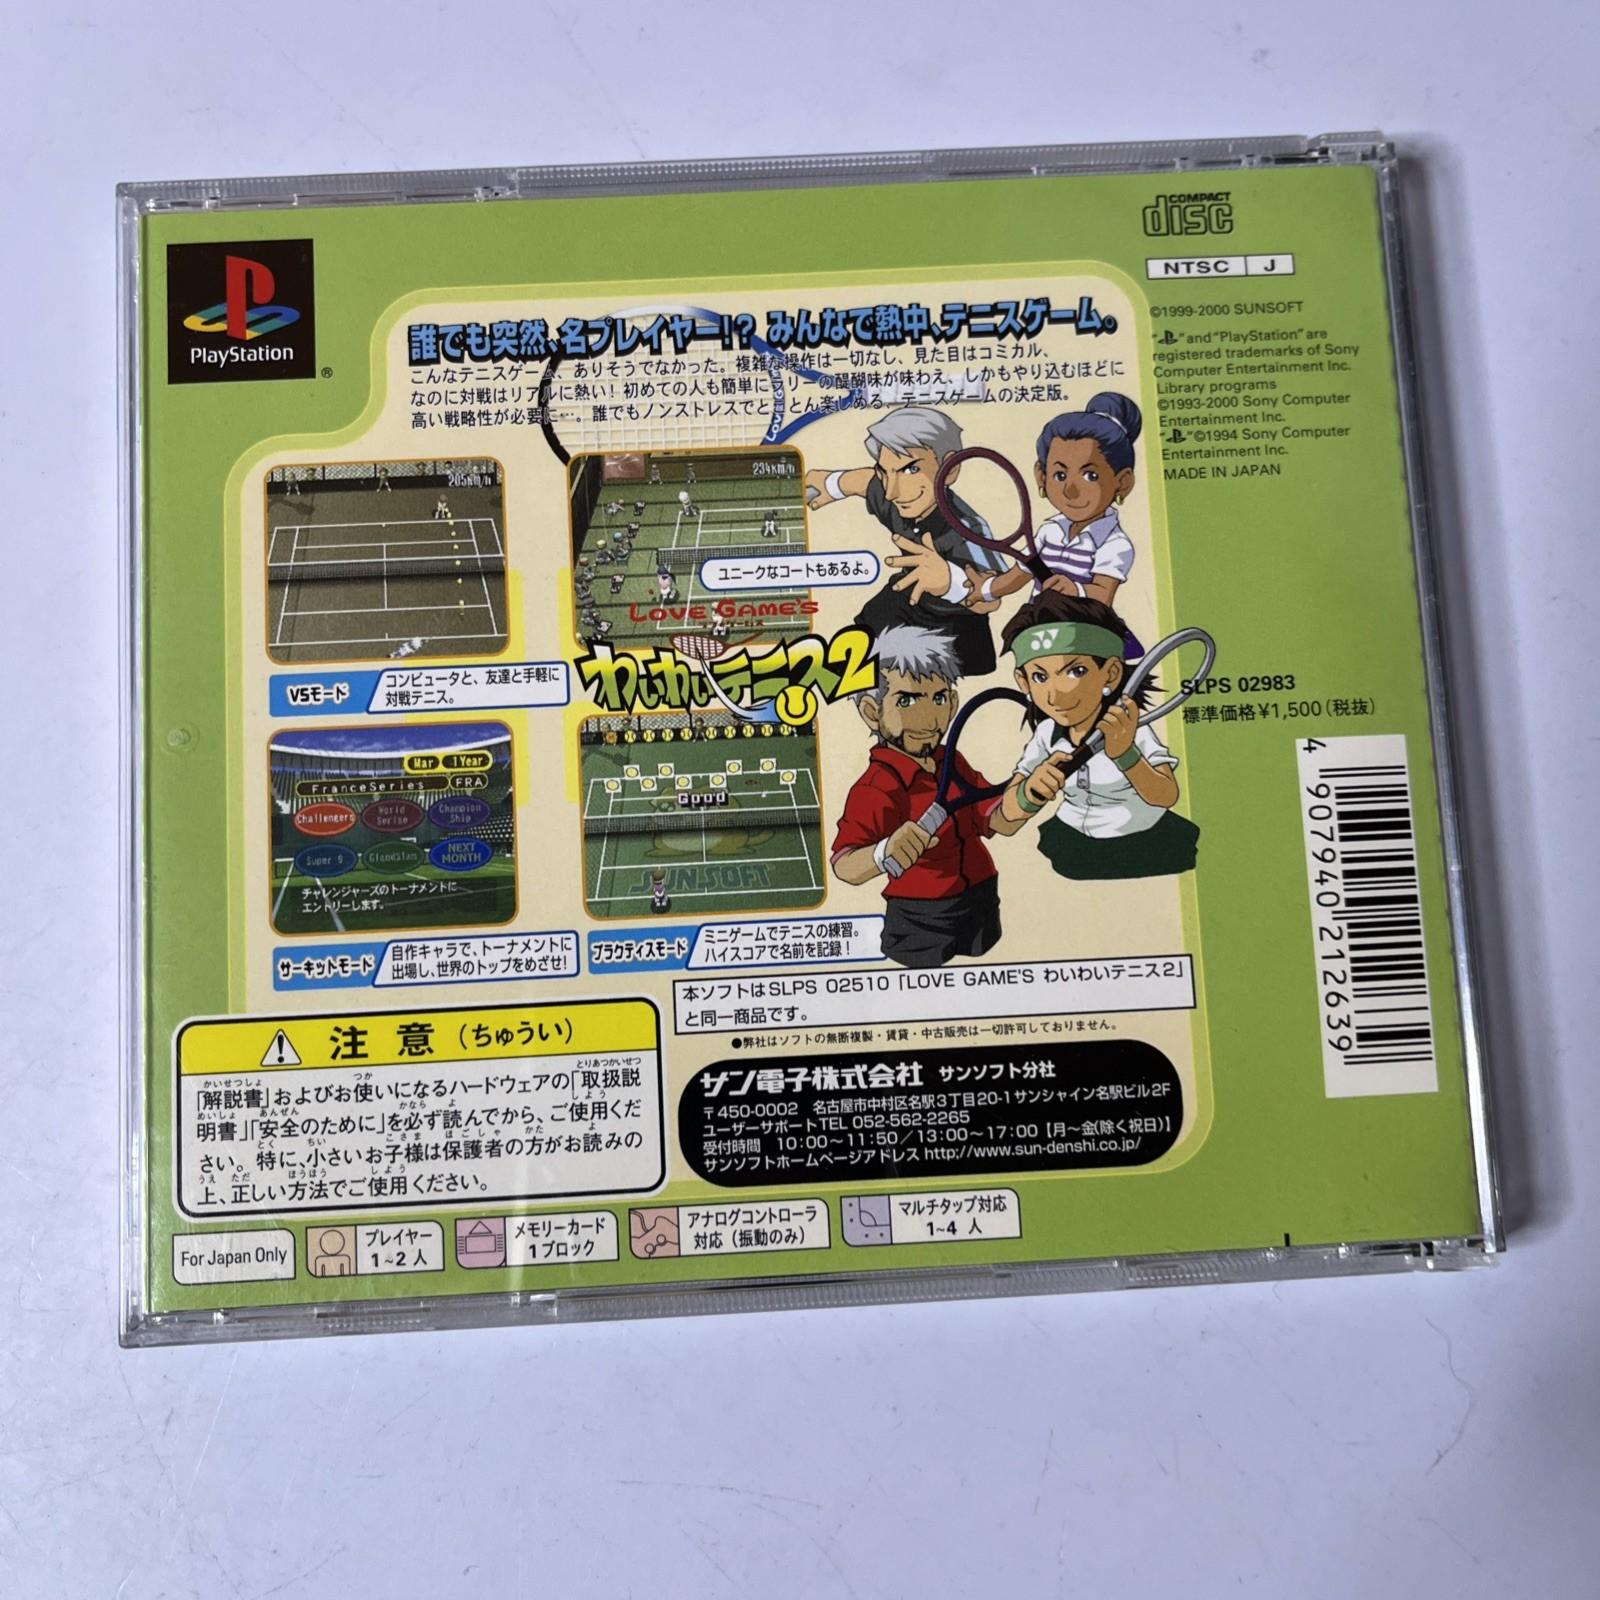 PlayStation
®
COMPACT
disc
NTSC J
©1999-2000 SUNSOFT
"PS" and "PlayStation" are
registered trademarks of Sony
Computer Entertainment Inc.
Library programs
©1993-2000 Sony Computer
Entertainment Inc.
"PS" ©1994 Sony Computer
Entertainment Inc.
MADE IN JAPAN
誰でも突然、名プレイヤー!? みんなで熱中、テニスゲーム。
こんなテニスゲーム、ありそうでなかった。複雑な操作は一切なし、見た目はコミカル、
なのに対戦はリアルに熱い!初めての人も簡単にラリーの醍醐味が味わえ、しかもやり込むほどに
高い戦略性が必要に…。誰でもノンストレスでとことん楽しめる、テニスゲームの決定版。
205km/h
234km/h
ユニークなコートもあるよ。
LOVE GAME'S
ラブゲームス
わいわいテニス2
VSモード
コンピュータと、友達と手軽に
対戦テニス。
Mar 1Year
FranceSeries FRA
Challengers World Serise Champion Ship
Super 9 GlandSlam NEXT MONTH
チャレンジャーズのトーナメントに
エントリーします。
Good
SUNSOFT
サーキットモード
自作キャラで、トーナメントに
出場し、世界のトップをめざせ!
プラクティスモード
ミニゲームでテニスの練習。
ハイスコアで名前を記録!
SLPS 02983
標準価格¥1,500(税抜)
4 907940 212639
本ソフトはSLPS 02510「LOVE GAME'S わいわいテニス2」
と同一商品です。
●弊社はソフトの無断複製・賃貸・中古販売は一切許可しておりません。
注意(ちゅうい)
「解説書」およびお使いになるハードウェアの「取扱説
明書」「安全のために」を必ず読んでから、ご使用くだ
さい。特に、小さいお子様は保護者の方がお読みの
上、正しい方法でご使用ください。
サン電子株式会社 サンソフト分社
〒450-0002 名古屋市中村区名駅3丁目20-1サンシャイン名駅ビル2F
ユーザーサポートTEL 052-562-2265
受付時間 10:00~11:50/13:00~17:00【月~金(除く祝日)】
サンソフトホームページアドレス http://www.sun-denshi.co.jp/
For Japan Only
プレイヤー
1~2人
メモリーカード
1ブロック
アナログコントローラ
対応(振動のみ)
マルチタップ対応
1~4人